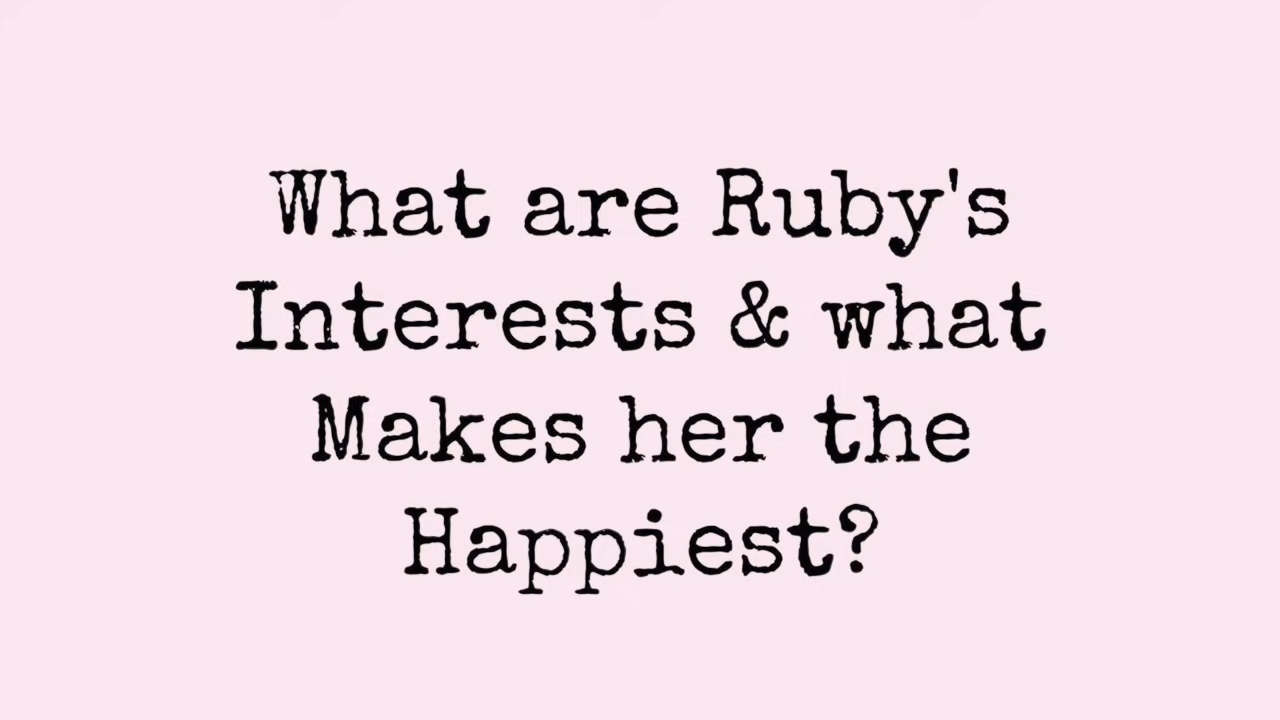 What are Ruby's
Interests & what
Makes her the
Happiest?